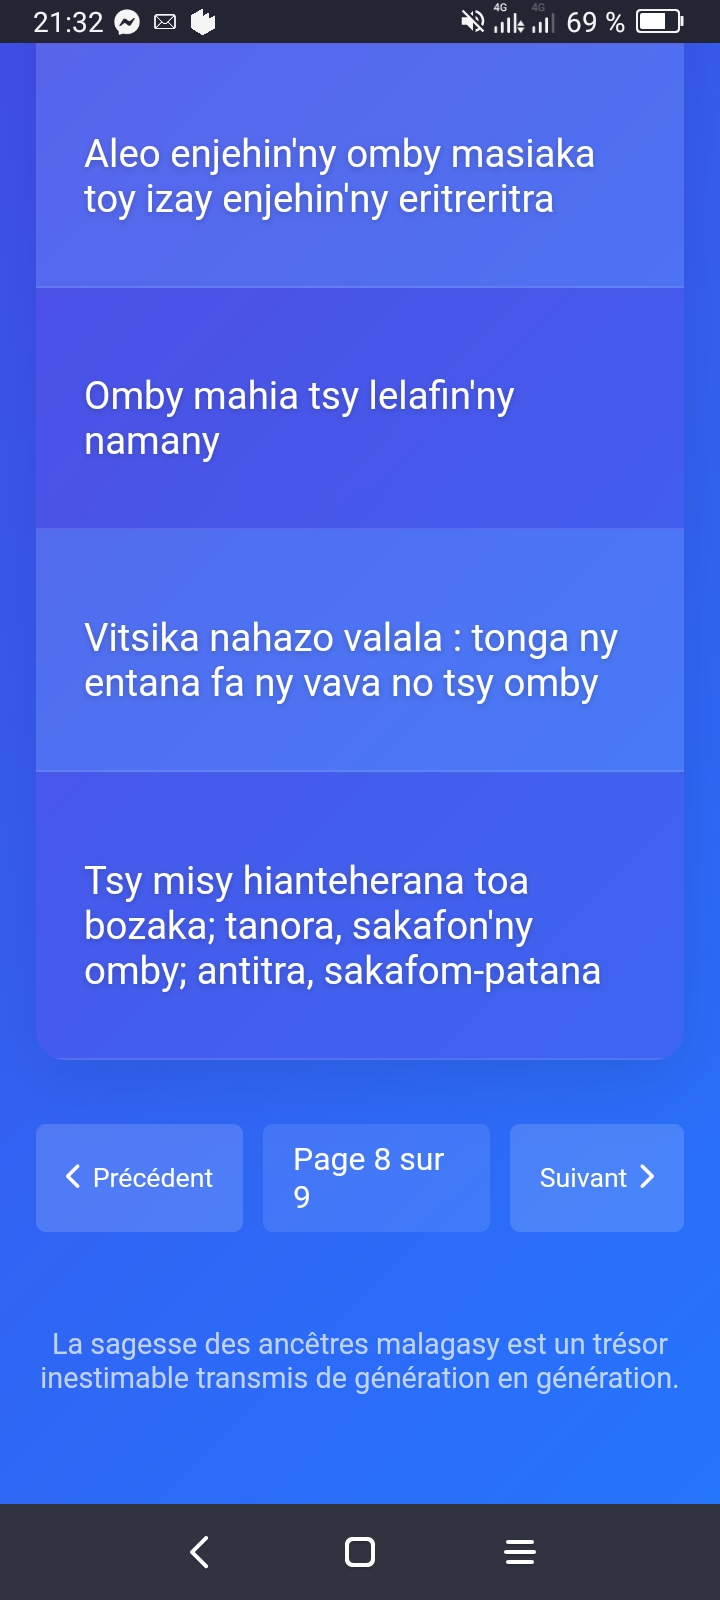 21:32 4G 4G 69 %
Aleo enjehin'ny omby masiaka
toy izay enjehin'ny eritreritra
Omby mahia tsy lelafin'ny
namany
Vitsika nahazo valala : tonga ny
entana fa ny vava no tsy omby
Tsy misy hianteherana toa
bozaka; tanora, sakafon'ny
omby; antitra, sakafom-patana
Précédent
Page 8 sur
9
Suivant
La sagesse des ancêtres malagasy est un trésor
inestimable transmis de génération en génération.